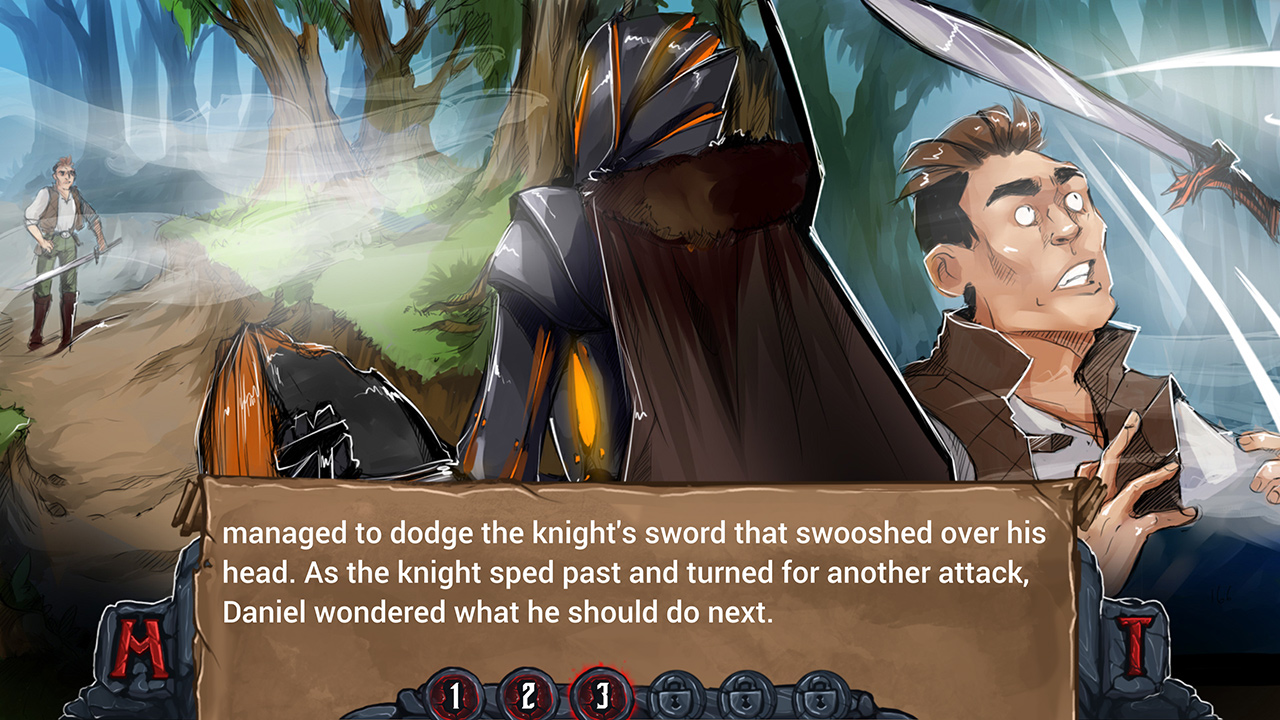 managed to dodge the knight's sword that swooshed over his
head. As the knight sped past and turned for another attack,
Daniel wondered what he should do next.
M
T
1 2 3